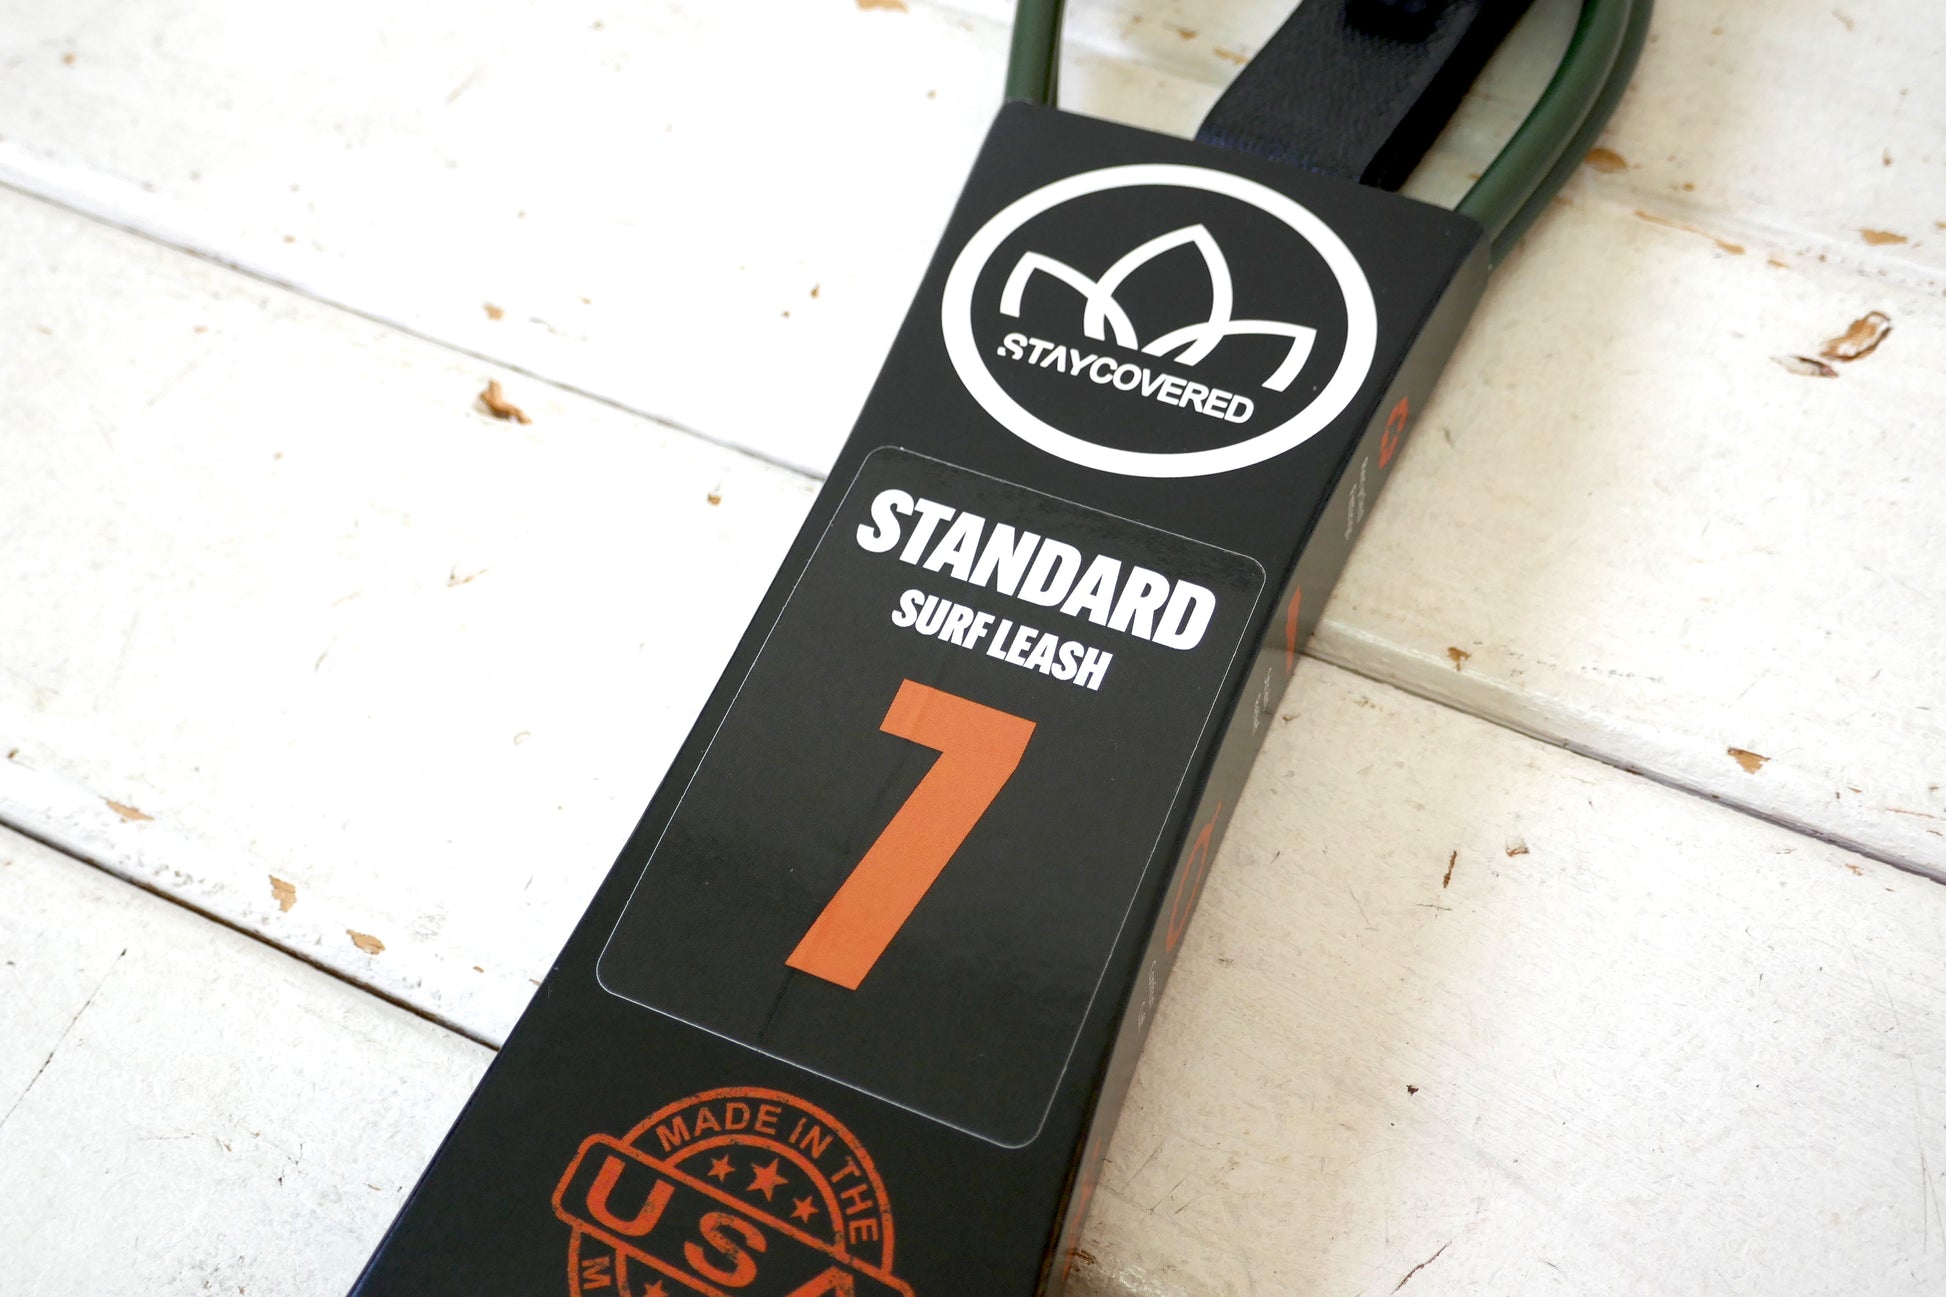 STAYCOVERED
STANDARD
SURF LEASH
7
MADE IN THE
USA
M